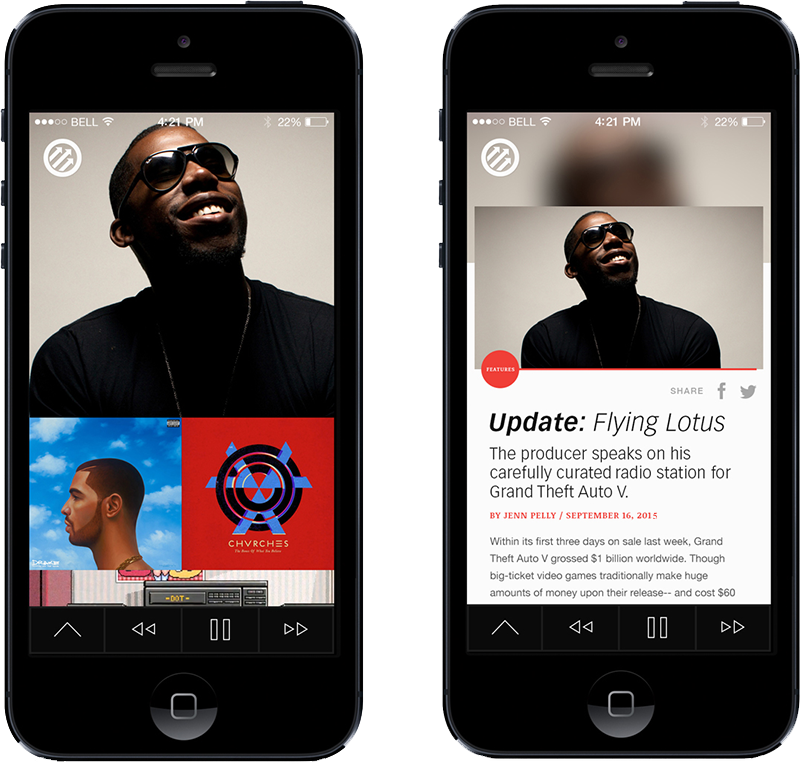 BELL 4:21 PM 22%
CHVRCHES
The Bones Of What You Believe
-DOT-
BELL 4:21 PM 22%
FEATURES
SHARE
Update: Flying Lotus
The producer speaks on his
carefully curated radio station for
Grand Theft Auto V.
BY JENN PELLY / SEPTEMBER 16, 2015
Within its first three days on sale last week, Grand
Theft Auto V grossed $1 billion worldwide. Though
big-ticket video games traditionally make huge
amounts of money upon their release-- and cost $60